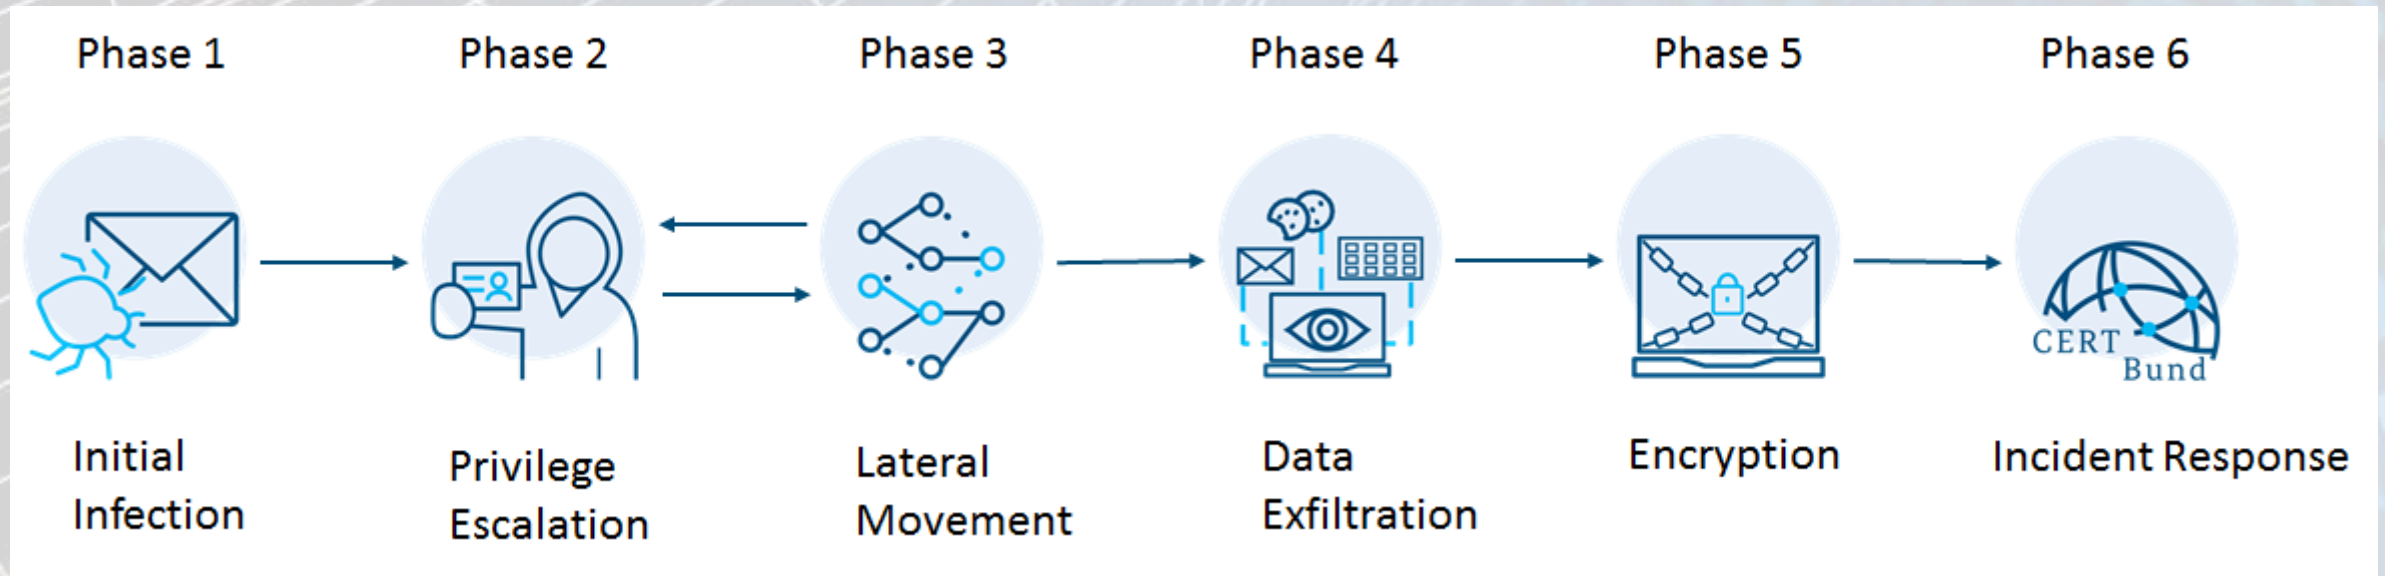 Phase 1
Phase 2
Phase 3
Phase 4
Phase 5
Phase 6
CERT
Bund
Initial
Infection
Privilege
Escalation
Lateral
Movement
Data
Exfiltration
Encryption
Incident Response